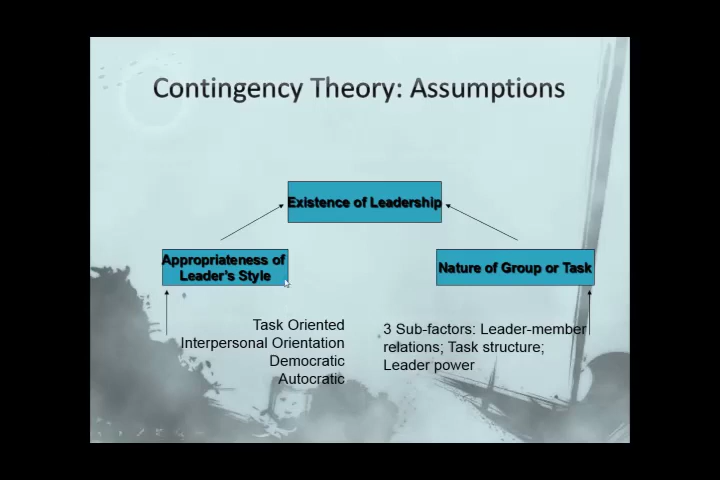 Contingency Theory: Assumptions
Existence of Leadership
Appropriateness of
Leader's Style
Nature of Group or Task
Task Oriented
Interpersonal Orientation
Democratic
Autocratic
3 Sub-factors: Leader-member
relations; Task structure;
Leader power